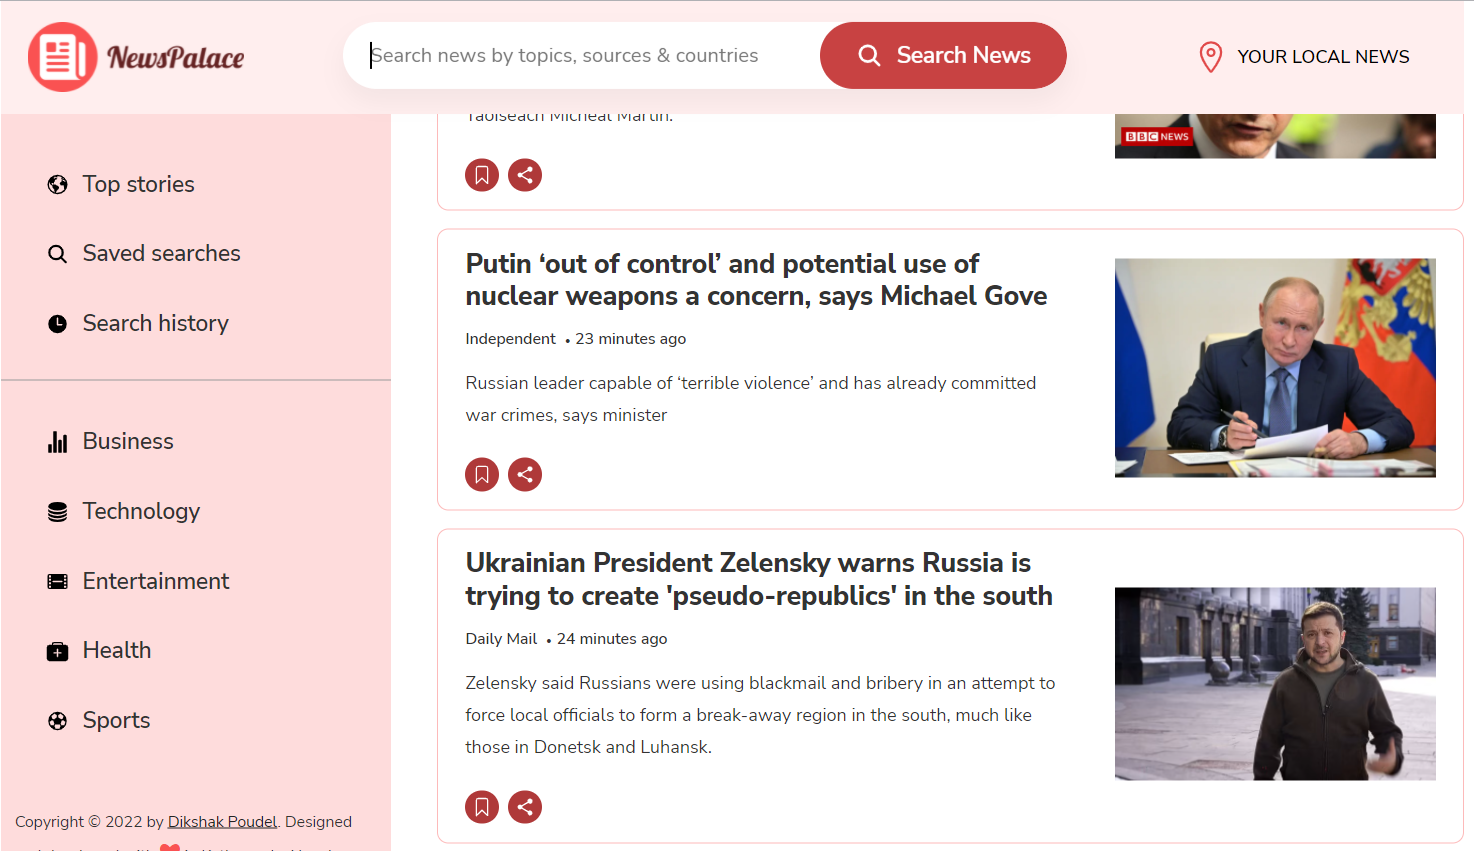 NewsPalace
Search news by topics, sources & countries
Search News
YOUR LOCAL NEWS
Top stories
Saved searches
Search history
Business
Technology
Entertainment
Health
Sports
Copyright © 2022 by Dikshak Poudel. Designed
Taoiseach Micheál Martin.
BBC NEWS
Putin ‘out of control’ and potential use of
nuclear weapons a concern, says Michael Gove
Independent • 23 minutes ago
Russian leader capable of ‘terrible violence’ and has already committed
war crimes, says minister
Ukrainian President Zelensky warns Russia is
trying to create 'pseudo-republics' in the south
Daily Mail • 24 minutes ago
Zelensky said Russians were using blackmail and bribery in an attempt to
force local officials to form a break-away region in the south, much like
those in Donetsk and Luhansk.